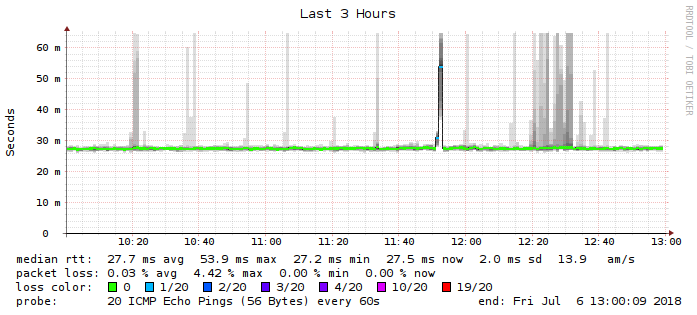 Last 3 Hours
RRDTOOL / TOBI OETIKER
Seconds
60 m
50 m
40 m
30 m
20 m
10 m
0
10:20 10:40 11:00 11:20 11:40 12:00 12:20 12:40 13:00
median rtt: 27.7 ms avg 53.9 ms max 27.2 ms min 27.5 ms now 2.0 ms sd 13.9 am/s
packet loss: 0.03 % avg 4.42 % max 0.00 % min 0.00 % now
loss color: 0 1/20 2/20 3/20 4/20 10/20 19/20
probe: 20 ICMP Echo Pings (56 Bytes) every 60s end: Fri Jul 6 13:00:09 2018